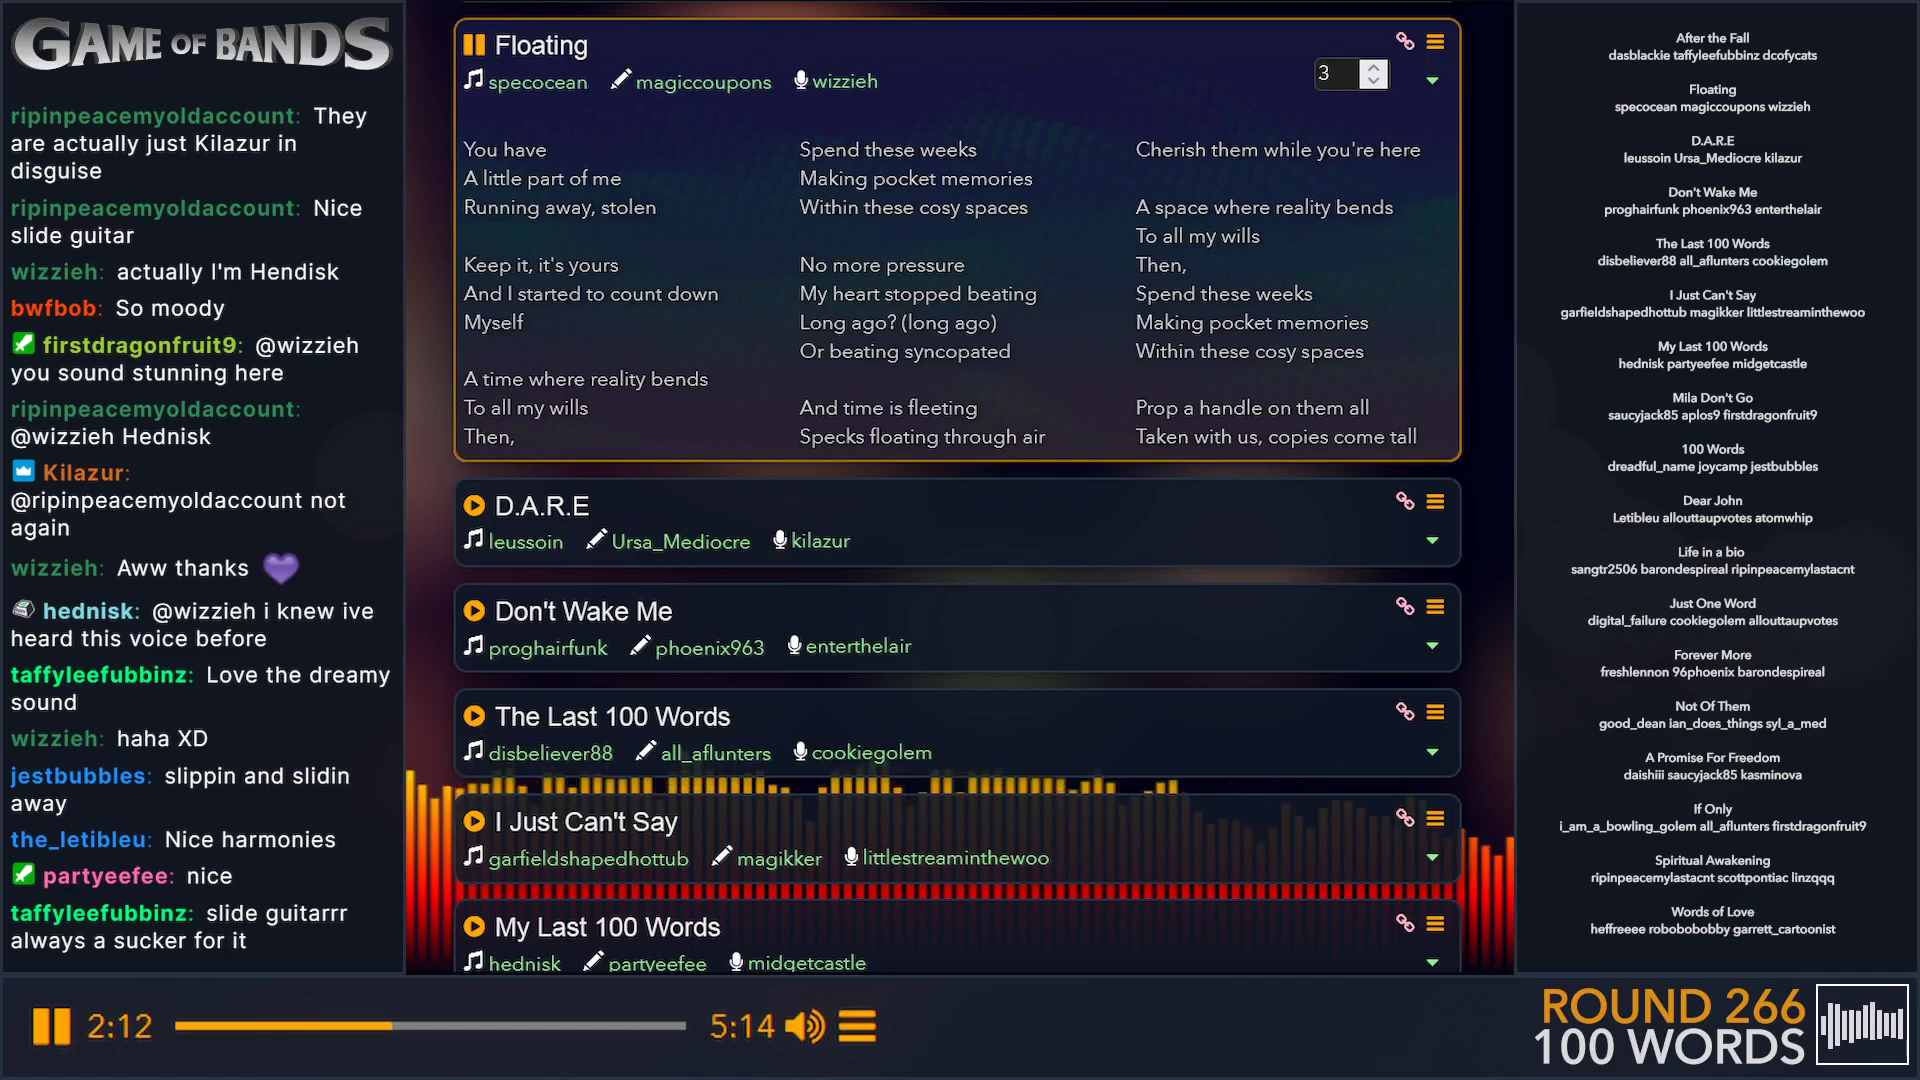 GAME OF BANDS
ripinpeacemyoldaccount: They
are actually just Kilazur in
disguise
ripinpeacemyoldaccount: Nice
slide guitar
wizzieh: actually I'm Hendisk
bwfbob: So moody
firstdragonfruit9: @wizzieh
you sound stunning here
ripinpeacemyoldaccount:
@wizzieh Hednisk
Kilazur:
@ripinpeacemyoldaccount not
again
wizzieh: Aww thanks
hednisk: @wizzieh i knew ive
heard this voice before
taffyleefubbinz: Love the dreamy
sound
wizzieh: haha XD
jestbubbles: slippin and slidin
away
the_letibleu: Nice harmonies
partyeefee: nice
taffyleefubbinz: slide guitarrr
always a sucker for it
Floating
specocean magiccoupons wizzieh
3
You have
A little part of me
Running away, stolen
Keep it, it's yours
And I started to count down
Myself
A time where reality bends
To all my wills
Then,
Spend these weeks
Making pocket memories
Within these cosy spaces
No more pressure
My heart stopped beating
Long ago? (long ago)
Or beating syncopated
And time is fleeting
Specks floating through air
Cherish them while you're here
A space where reality bends
To all my wills
Then,
Spend these weeks
Making pocket memories
Within these cosy spaces
Prop a handle on them all
Taken with us, copies come tall
D.A.R.E
leussoin Ursa_Mediocre kilazur
Don't Wake Me
proghairfunk phoenix963 enterthelair
The Last 100 Words
disbeliever88 all_aflunters cookiegolem
I Just Can't Say
garfieldshapedhottub magikker littlestreaminthewoo
My Last 100 Words
hednisk partyeefee midgetcastle
After the Fall
dasblackie taffyleefubbinz dcofycats
Floating
specocean magiccoupons wizzieh
D.A.R.E
leussoin Ursa_Mediocre kilazur
Don't Wake Me
proghairfunk phoenix963 enterthelair
The Last 100 Words
disbeliever88 all_aflunters cookiegolem
I Just Can't Say
garfieldshapedhottub magikker littlestreaminthewoo
My Last 100 Words
hednisk partyeefee midgetcastle
Mila Don't Go
saucyjack85 aplos9 firstdragonfruit9
100 Words
dreadful_name joycamp jestbubbles
Dear John
Letibleu allouttaupvotes atomwhip
Life in a bio
sangtr2506 barondespireal ripinpeacemylastacnt
Just One Word
digital_failure cookiegolem allouttaupvotes
Forever More
freshlennon 96phoenix barondespireal
Not Of Them
good_dean ian_does_things syl_a_med
A Promise For Freedom
daishiii saucyjack85 kasminova
If Only
i_am_a_bowling_golem all_aflunters firstdragonfruit9
Spiritual Awakening
ripinpeacemylastacnt scottpontiac linzqqq
Words of Love
heffreeee robobobobby garrett_cartoonist
2:12
5:14
ROUND 266
100 WORDS